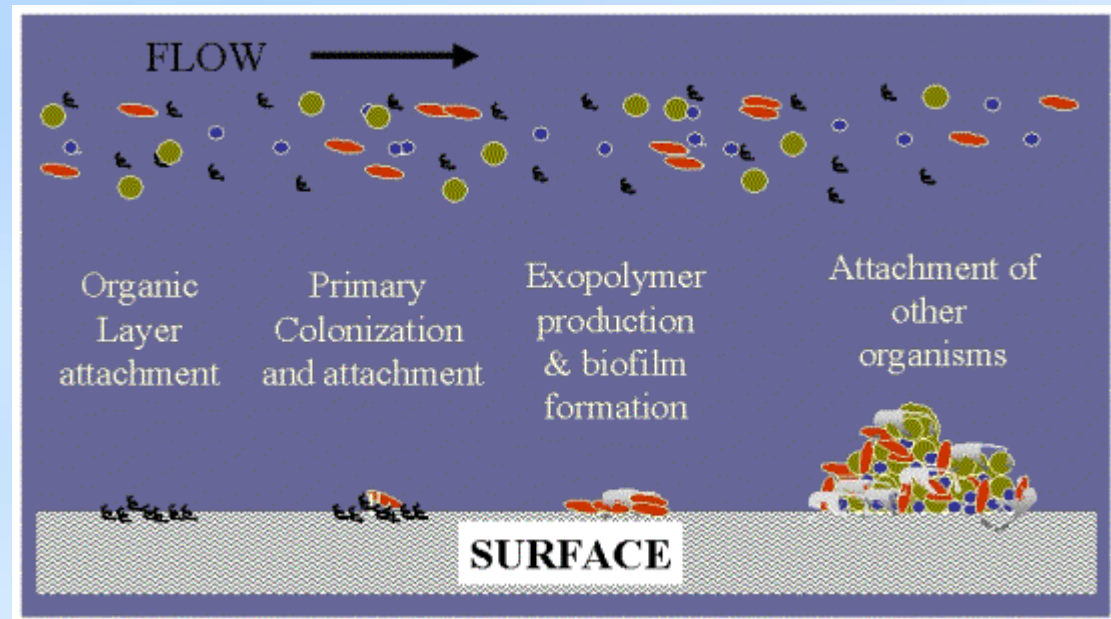 FLOW
Organic
Layer
attachment
Primary
Colonization
and attachment
Exopolymer
production
& biofilm
formation
Attachment of
other
organisms
SURFACE